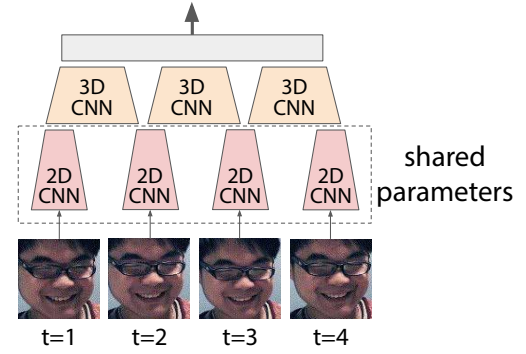 3D
CNN
3D
CNN
3D
CNN
2D
CNN
2D
CNN
2D
CNN
2D
CNN
shared
parameters
t=1
t=2
t=3
t=4